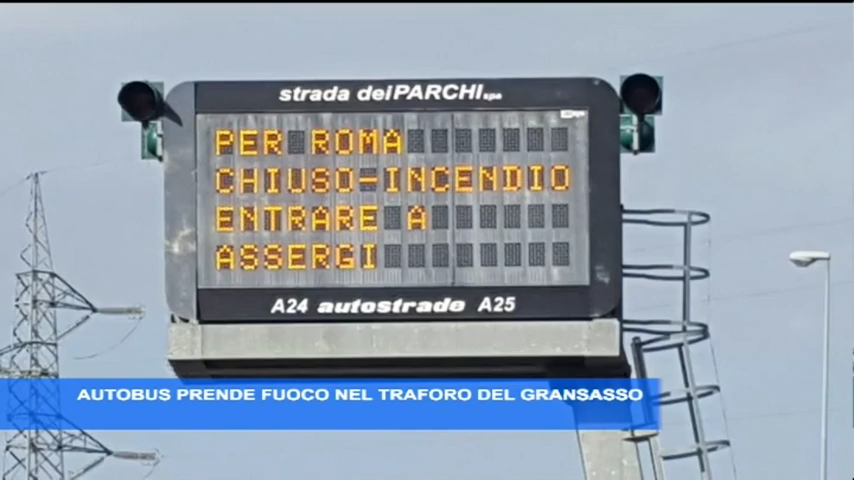 strada deiPARCHI spa
PER ROMA
CHIUSO-INCENDIO
ENTRARE A
ASSERGI
A24 autostrade A25
AUTOBUS PRENDE FUOCO NEL TRAFORO DEL GRANSASSO